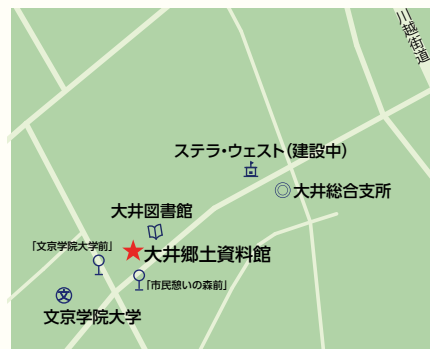 川越街道
ステラ・ウェスト（建設中）
大井総合支所
大井図書館
「文京学院大学前」
大井郷土資料館
「市民憩いの森前」
文
文京学院大学